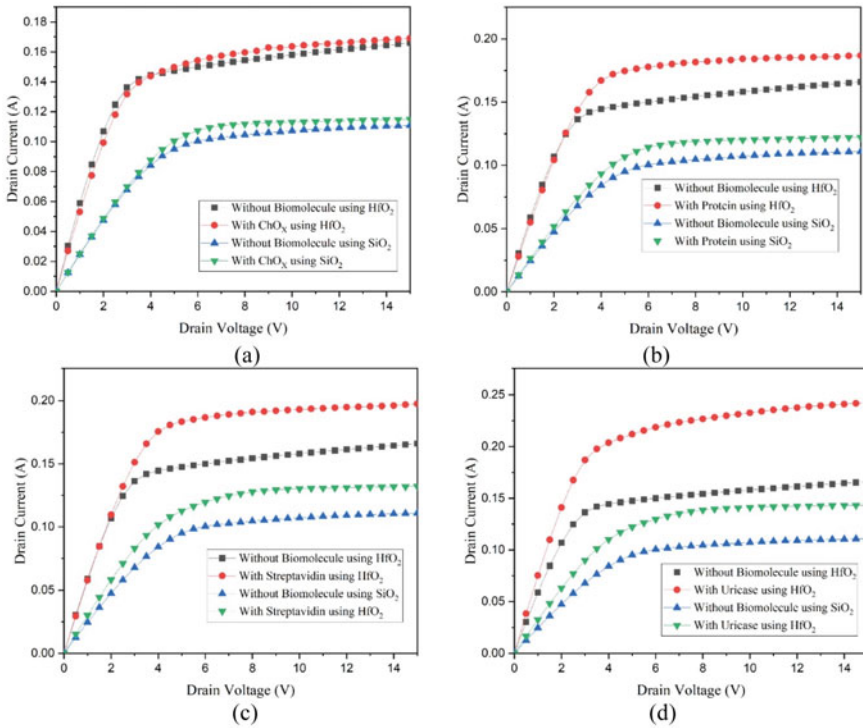 0.18
0.16
0.14
0.12
0.10
0.08
0.06
0.04
0.02
0.00
Drain Current (A)
Without Biomolecule using HfO2
With ChOX using HfO2
Without Biomolecule using SiO2
With ChOX using SiO2
0 2 4 6 8 10 12 14
Drain Voltage (V)
(a)
0.20
0.15
0.10
0.05
0.00
Drain Current (A)
Without Biomolecule using HfO2
With Protein using HfO2
Without Biomolecule using SiO2
With Protein using SiO2
0 2 4 6 8 10 12 14
Drain Voltage (V)
(b)
0.20
0.15
0.10
0.05
0.00
Drain Current (A)
Without Biomolecule using HfO2
With Streptavidin using HfO2
Without Biomolecule using SiO2
With Streptavidin using HfO2
0 2 4 6 8 10 12 14
Drain Voltage (V)
(c)
0.25
0.20
0.15
0.10
0.05
0.00
Drain Current (A)
Without Biomolecule using HfO2
With Uricase using HfO2
Without Biomolecule using SiO2
With Uricase using HfO2
0 2 4 6 8 10 12 14
Drain Voltage (V)
(d)